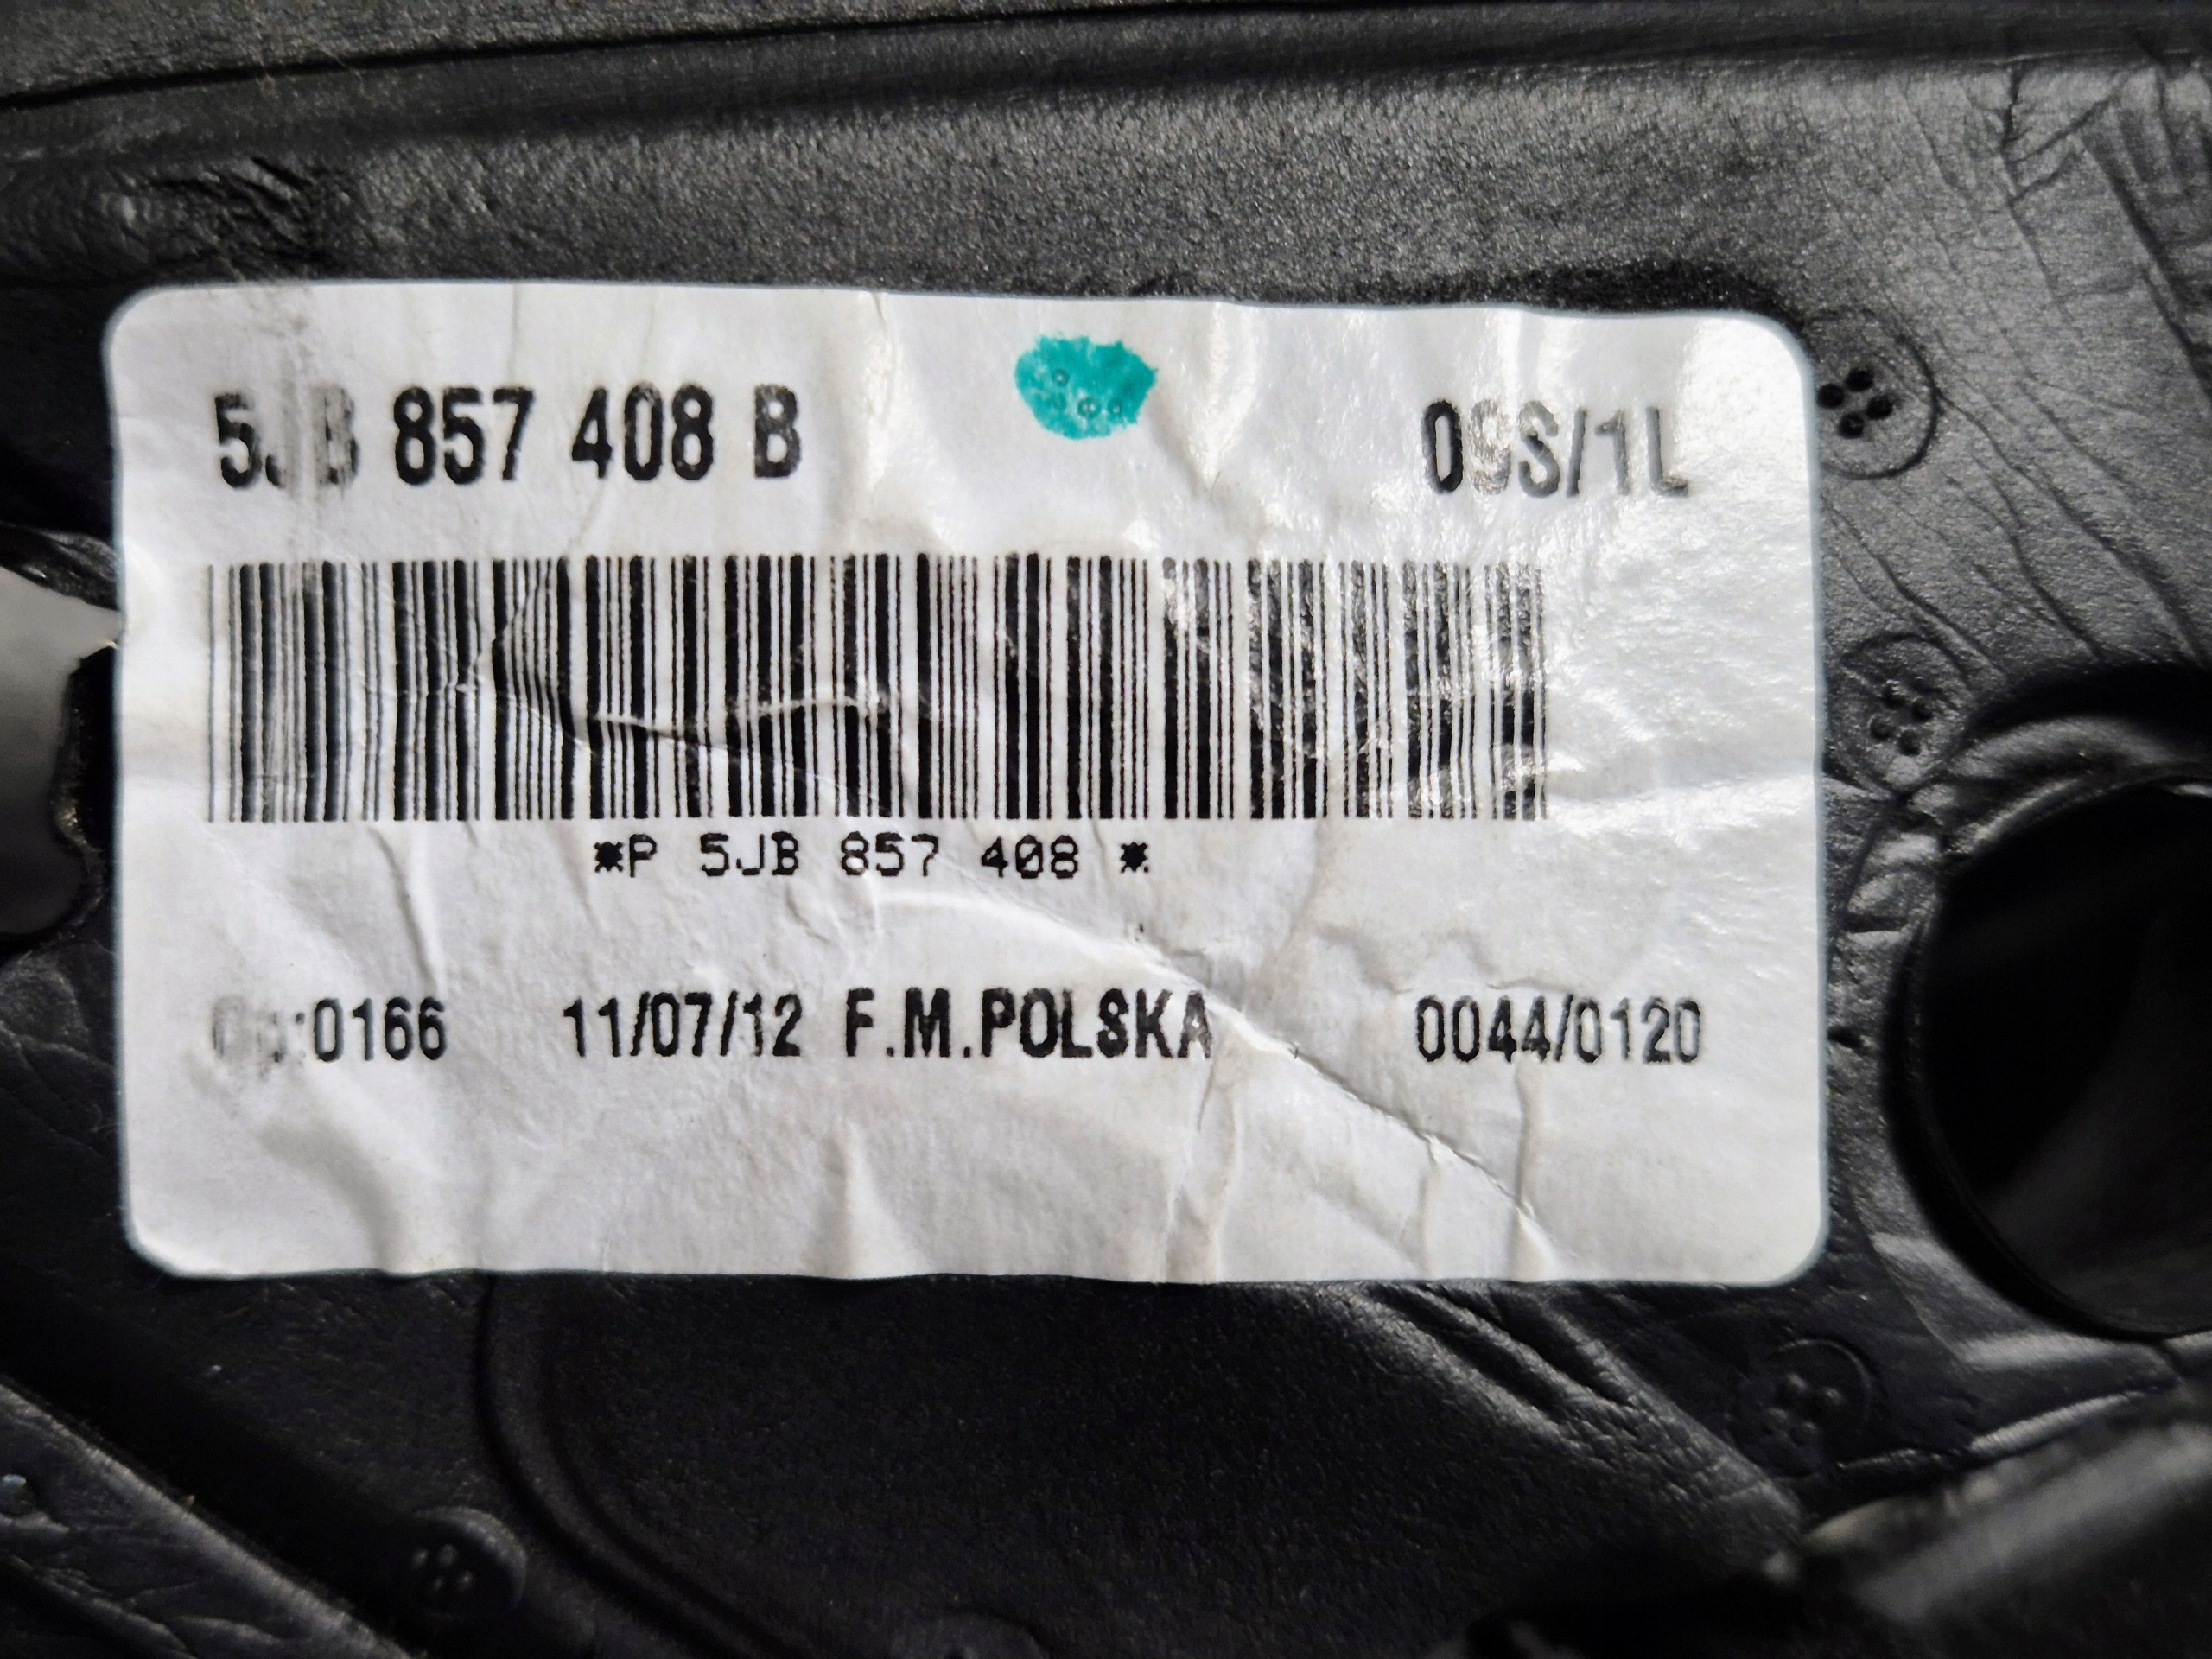 5JB 857 408 B 09S/1L
*P 5JB 857 408 *
:0166 11/07/12 F.M.POLSKA 0044/0120